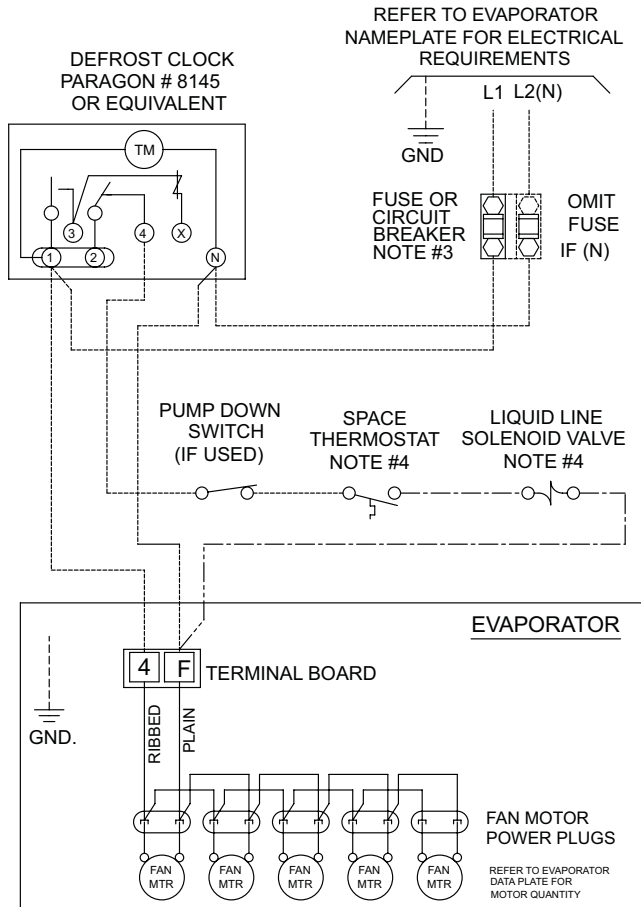 REFER TO EVAPORATOR
NAMEPLATE FOR ELECTRICAL
REQUIREMENTS
DEFROST CLOCK
PARAGON # 8145
OR EQUIVALENT
L1 L2(N)
GND
TM
3
4
X
1
2
N
FUSE OR
CIRCUIT
BREAKER
NOTE #3
OMIT
FUSE
IF (N)
PUMP DOWN
SWITCH
(IF USED)
SPACE
THERMOSTAT
NOTE #4
LIQUID LINE
SOLENOID VALVE
NOTE #4
EVAPORATOR
4 F
TERMINAL BOARD
GND.
RIBBED
PLAIN
FAN MOTOR
POWER PLUGS
FAN
MTR
FAN
MTR
FAN
MTR
FAN
MTR
FAN
MTR
REFER TO EVAPORATOR
DATA PLATE FOR
MOTOR QUANTITY